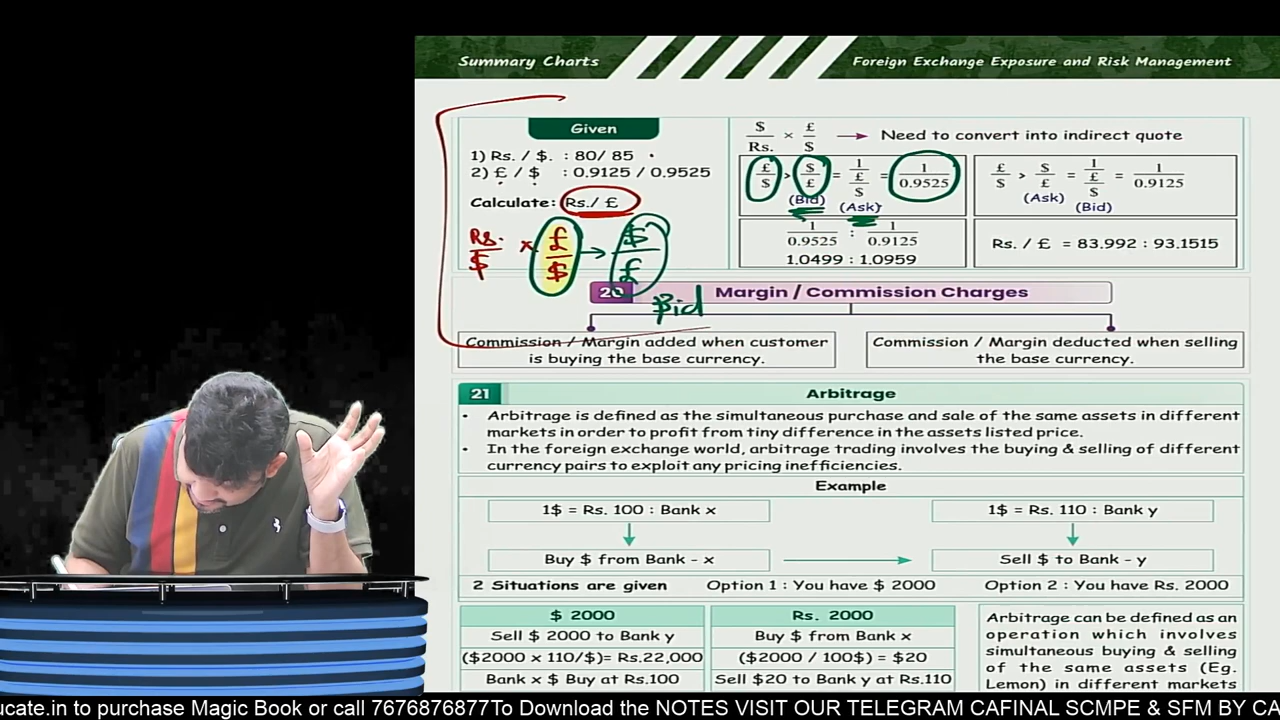 Summary Charts
Foreign Exchange Exposure and Risk Management
Given
1) Rs. / $. : 80/ 85
2) £ / $ : 0.9125 / 0.9525
Calculate: Rs./ £
Rs. / $ × £ / $ → $ / £
Bid
$ / Rs. × £ / $ → Need to convert into indirect quote
£ / $ > $ / £ = 1 / £ / $ = 1 / 0.9525
(Bid) (Ask)
£ / $ > $ / £ = 1 / £ / $ = 1 / 0.9125
(Ask) (Bid)
1 / 0.9525 : 1 / 0.9125
1.0499 : 1.0959
Rs. / £ = 83.992 : 93.1515
20 Margin / Commission Charges
Commission / Margin added when customer
is buying the base currency.
Commission / Margin deducted when selling
the base currency.
21 Arbitrage
• Arbitrage is defined as the simultaneous purchase and sale of the same assets in different
markets in order to profit from tiny difference in the assets listed price.
• In the foreign exchange world, arbitrage trading involves the buying & selling of different
currency pairs to exploit any pricing inefficiencies.
Example
1$ = Rs. 100 : Bank x
1$ = Rs. 110 : Bank y
Buy $ from Bank - x
Sell $ to Bank - y
2 Situations are given Option 1 : You have $ 2000 Option 2 : You have Rs. 2000
$ 2000
Sell $ 2000 to Bank y
($2000 x 110/$)= Rs.22,000
Bank x $ Buy at Rs.100
Rs. 2000
Buy $ from Bank x
($2000 / 100$) = $20
Sell $20 to Bank y at Rs.110
Arbitrage can be defined as an
operation which involves
simultaneous buying & selling
of the same assets (Eg.
Lemon) in different markets
ucate.in to purchase Magic Book or call 7676876877To Download the NOTES VISIT OUR TELEGRAM CAFINAL SCMPE & SFM BY CA